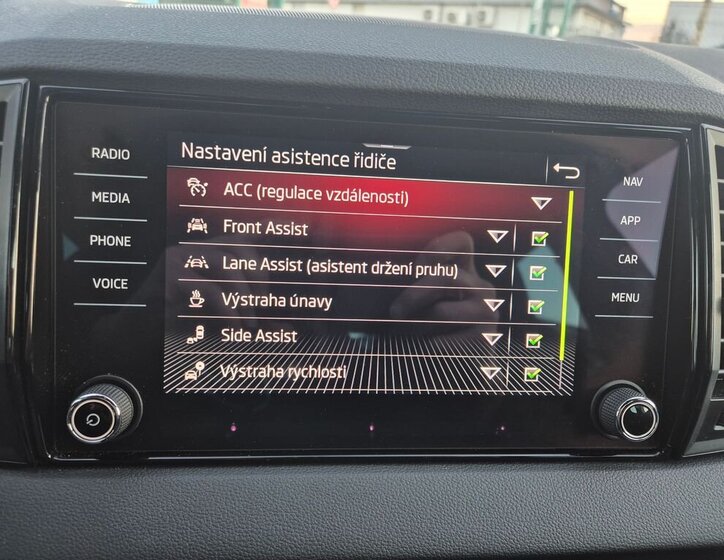 RADIO
MEDIA
PHONE
VOICE
Nastavení asistence řidiče
ACC (regulace vzdálenosti)
Front Assist
Lane Assist (asistent držení pruhu)
Výstraha únavy
Side Assist
Výstraha rychlosti
NAV
APP
CAR
MENU